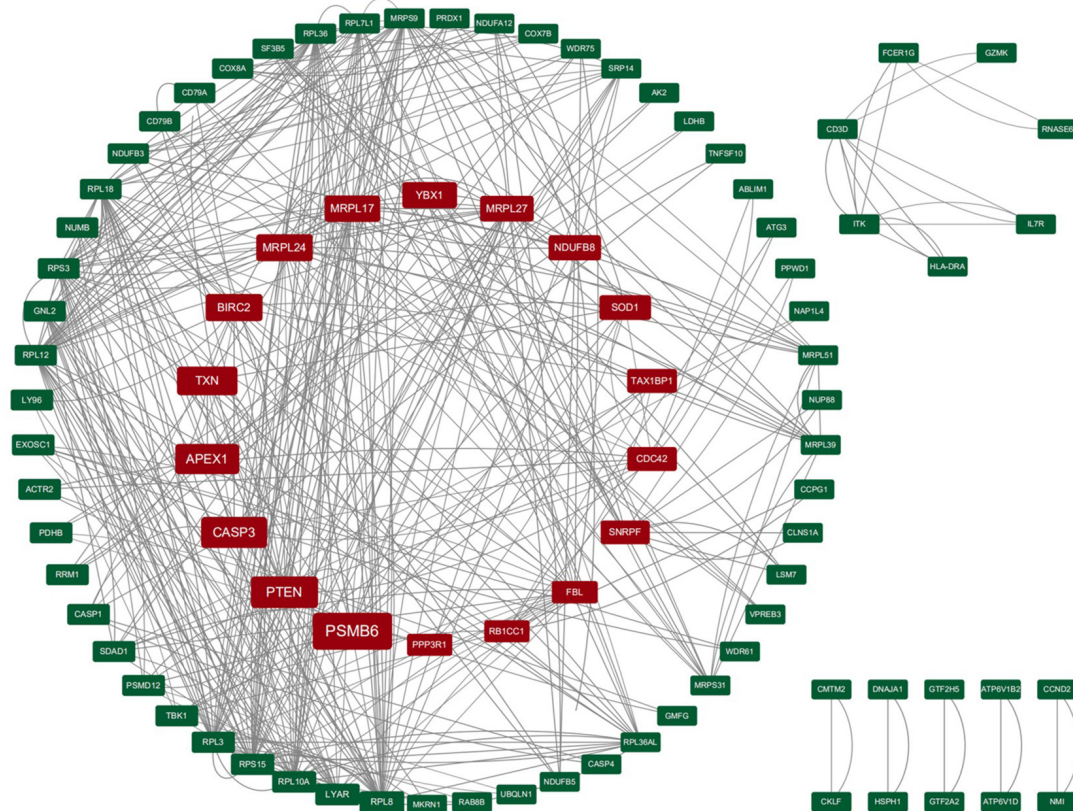 MRPS9
PRDX1
NDUFA12
COX7B
WDR75
SRP14
AK2
LDHB
TNFSF10
ABLIM1
ATG3
PPWD1
NAP1L4
MRPL51
NUP88
MRPL39
CCPG1
CLNS1A
LSM7
VPREB3
WDR61
MRPS31
GMFG
RPL36AL
CASP4
NDUFB5
UBQLN1
RAB8B
MKRN1
RPL8
LYAR
RPL10A
RPS15
RPL3
TBK1
PSMD12
SDAD1
CASP1
RRM1
PDHB
ACTR2
EXOSC1
LY96
RPL12
GNL2
RPS3
NUMB
RPL18
NDUFB3
CD79B
CD79A
COX8A
SF3B5
RPL36
RPL7L1
YBX1
MRPL27
NDUFB8
SOD1
TAX1BP1
CDC42
SNRPF
FBL
RB1CC1
PPP3R1
PSMB6
PTEN
CASP3
APEX1
TXN
BIRC2
MRPL24
MRPL17
FCER1G
GZMK
CD3D
RNASE6
ITK
IL7R
HLA-DRA
CMTM2
DNAJA1
GTF2H5
ATP6V1B2
CCND2
CKLF
HSPH1
GTF2A2
ATP6V1D
NMI